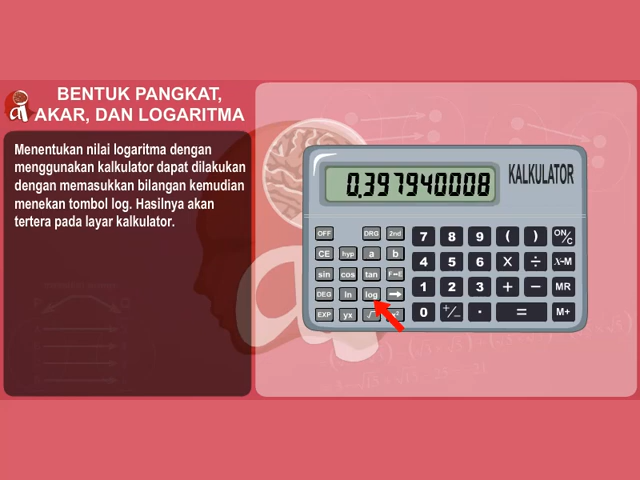 BENTUK PANGKAT,
AKAR, DAN LOGARITMA
Menentukan nilai logaritma dengan
menggunakan kalkulator dapat dilakukan
dengan memasukkan bilangan kemudian
menekan tombol log. Hasilnya akan
tertera pada layar kalkulator.
0,397940008
KALKULATOR
OFF DRG 2nd 7 8 9 ( ) ON/C
CE hyp a b 4 5 6 X ÷ X–M
sin cos tan F↔E 1 2 3 + − MR
DEG ln log 0 +/− . = M+
EXP yx √